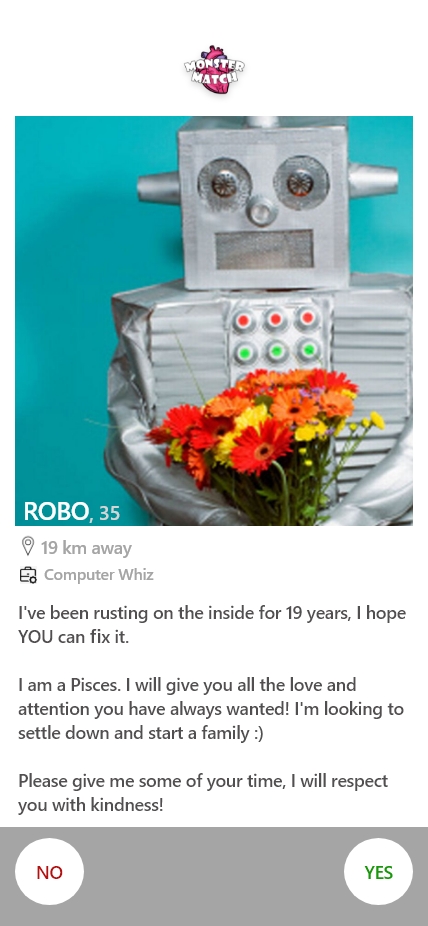 MONSTER
MATCH
ROBO, 35
19 km away
Computer Whiz
I've been rusting on the inside for 19 years, I hope
YOU can fix it.
I am a Pisces. I will give you all the love and
attention you have always wanted! I'm looking to
settle down and start a family :)
Please give me some of your time, I will respect
you with kindness!
NO
YES